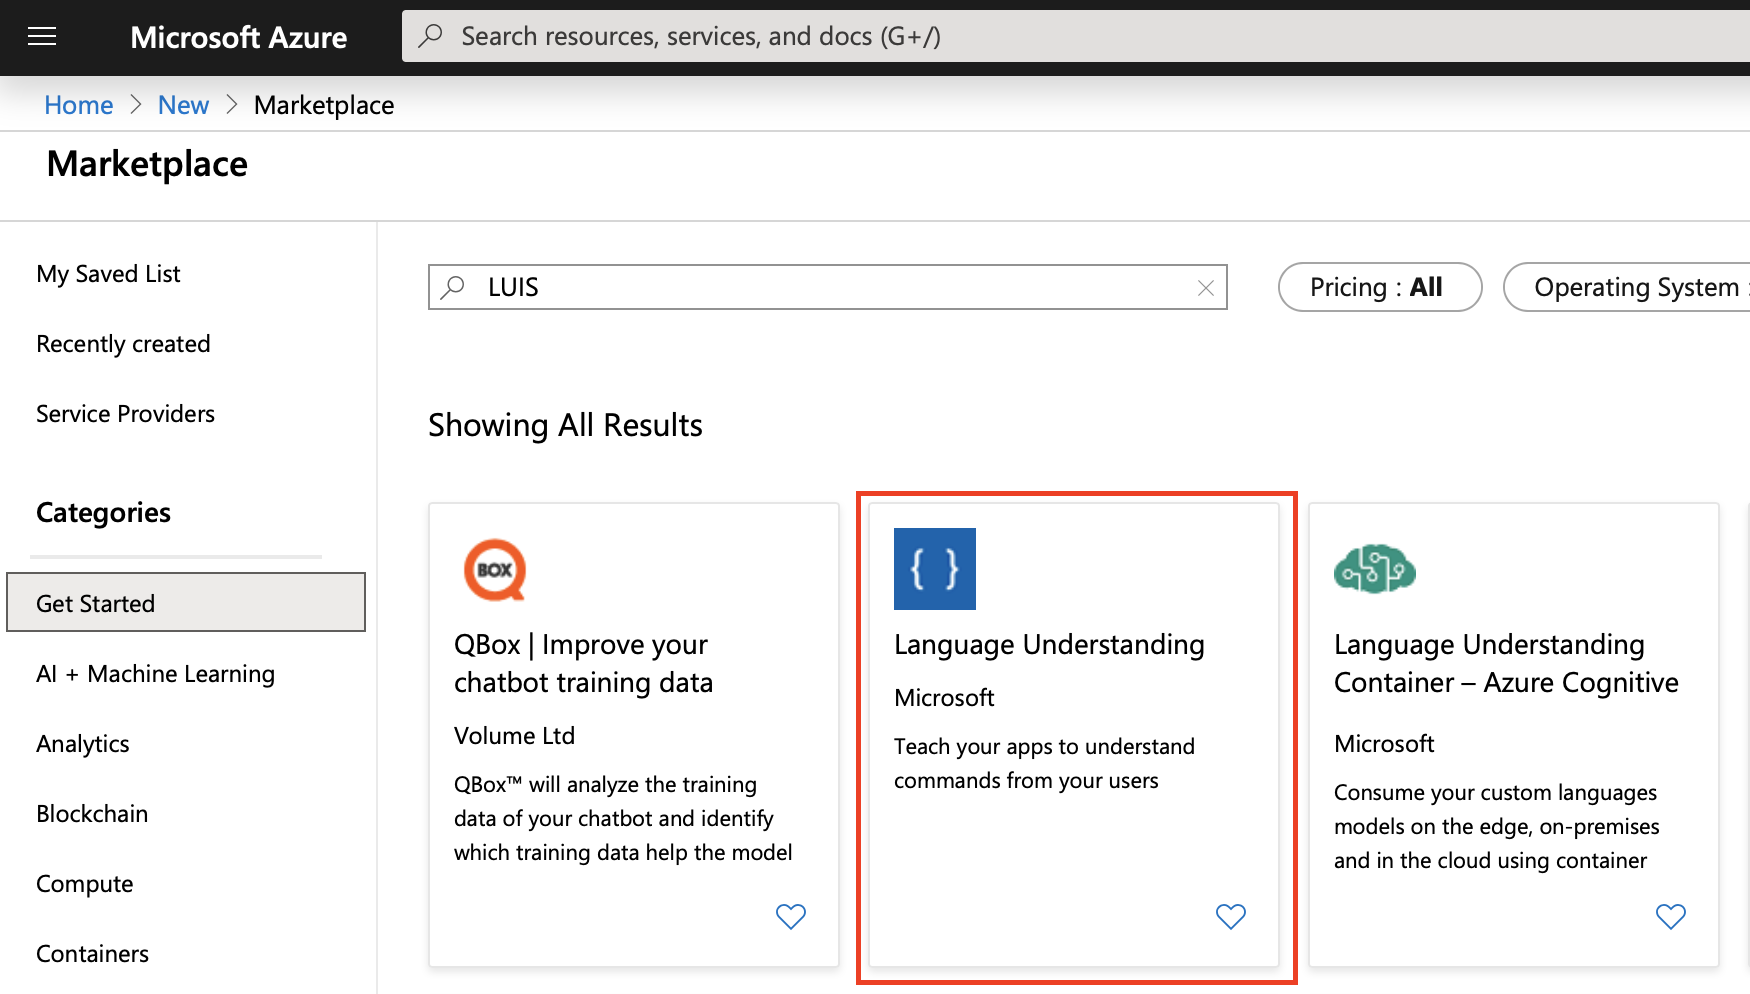 Microsoft Azure
Search resources, services, and docs (G+/)
Home > New > Marketplace
Marketplace
My Saved List
Recently created
Service Providers
Categories
Get Started
AI + Machine Learning
Analytics
Blockchain
Compute
Containers
LUIS
Pricing : All
Operating System :
Showing All Results
BOX
QBox | Improve your
chatbot training data
Volume Ltd
QBox™ will analyze the training
data of your chatbot and identify
which training data help the model
{ }
Language Understanding
Microsoft
Teach your apps to understand
commands from your users
Language Understanding
Container – Azure Cognitive
Microsoft
Consume your custom languages
models on the edge, on-premises
and in the cloud using container